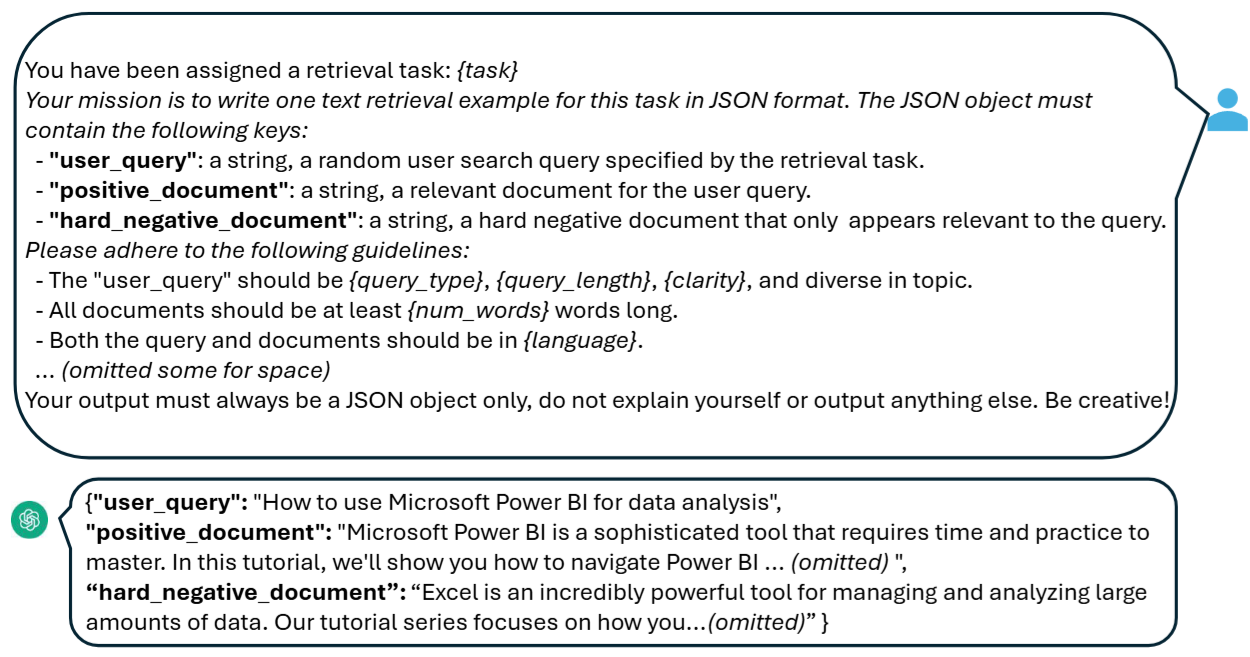 You have been assigned a retrieval task: {task}
Your mission is to write one text retrieval example for this task in JSON format. The JSON object must
contain the following keys:
- "user_query": a string, a random user search query specified by the retrieval task.
- "positive_document": a string, a relevant document for the user query.
- "hard_negative_document": a string, a hard negative document that only  appears relevant to the query.
Please adhere to the following guidelines:
- The "user_query" should be {query_type}, {query_length}, {clarity}, and diverse in topic.
- All documents should be at least {num_words} words long.
- Both the query and documents should be in {language}.
... (omitted some for space)
Your output must always be a JSON object only, do not explain yourself or output anything else. Be creative!
{"user_query": "How to use Microsoft Power BI for data analysis",
"positive_document": "Microsoft Power BI is a sophisticated tool that requires time and practice to
master. In this tutorial, we'll show you how to navigate Power BI ... (omitted) ",
“hard_negative_document”: “Excel is an incredibly powerful tool for managing and analyzing large
amounts of data. Our tutorial series focuses on how you...(omitted)” }